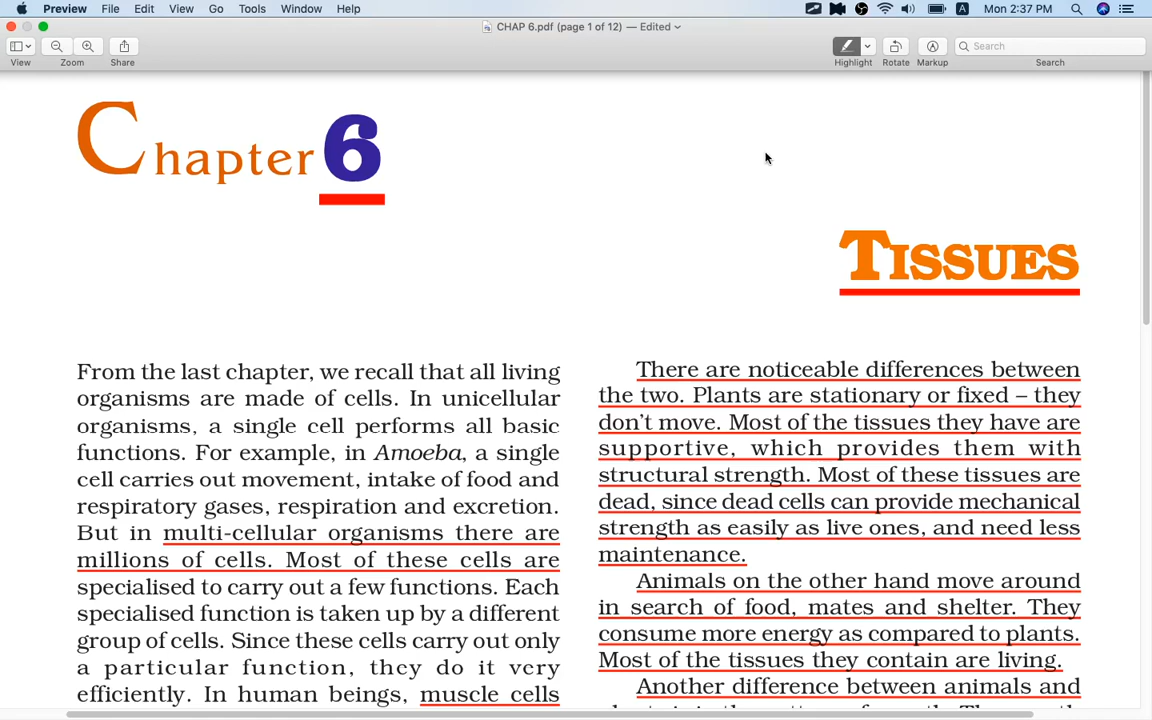 Preview File Edit View Go Tools Window Help
A Mon 2:37 PM
CHAP 6.pdf (page 1 of 12) — Edited
Search
View Zoom Share Highlight Rotate Markup Search
Chapter 6
TISSUES
From the last chapter, we recall that all living
organisms are made of cells. In unicellular
organisms, a single cell performs all basic
functions. For example, in Amoeba, a single
cell carries out movement, intake of food and
respiratory gases, respiration and excretion.
But in multi-cellular organisms there are
millions of cells. Most of these cells are
specialised to carry out a few functions. Each
specialised function is taken up by a different
group of cells. Since these cells carry out only
a particular function, they do it very
efficiently. In human beings, muscle cells
There are noticeable differences between
the two. Plants are stationary or fixed – they
don't move. Most of the tissues they have are
supportive, which provides them with
structural strength. Most of these tissues are
dead, since dead cells can provide mechanical
strength as easily as live ones, and need less
maintenance.
Animals on the other hand move around
in search of food, mates and shelter. They
consume more energy as compared to plants.
Most of the tissues they contain are living.
Another difference between animals and